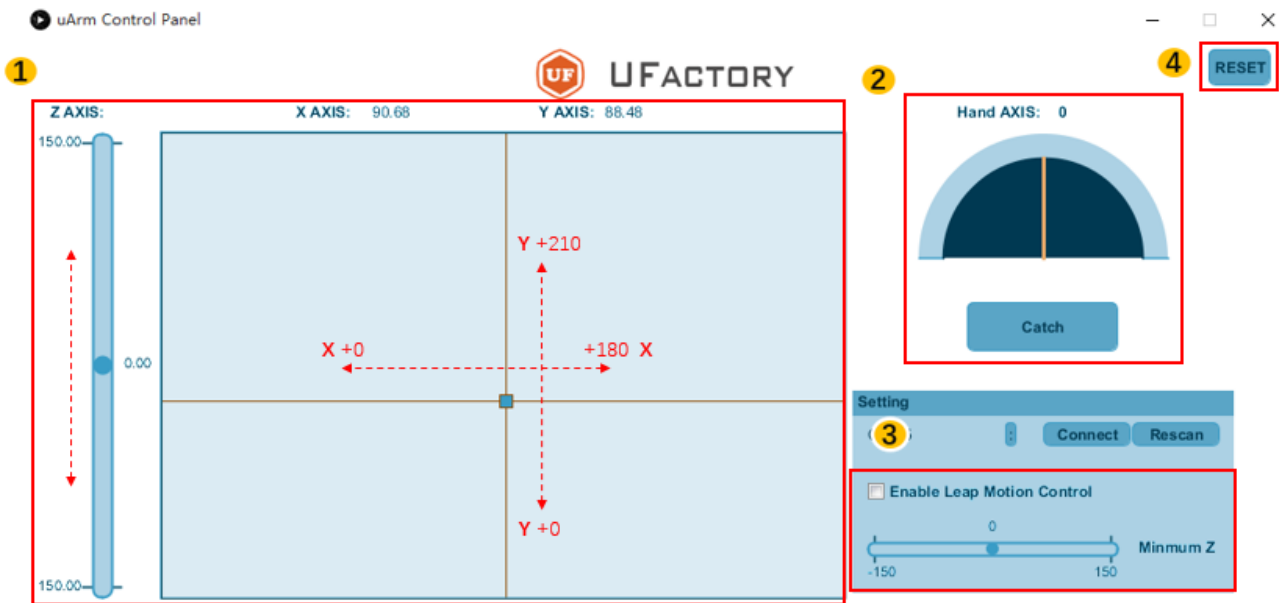 uArm Control Panel
1
UF UFACTORY
2
4
RESET
Z AXIS:
X AXIS: 90.68
Y AXIS: 88.48
Hand AXIS: 0
150.00
Y +210
Catch
X +0
+180 X
0.00
Setting
3
:
Connect
Rescan
Enable Leap Motion Control
Y +0
0
Minmum Z
-150
150
150.00